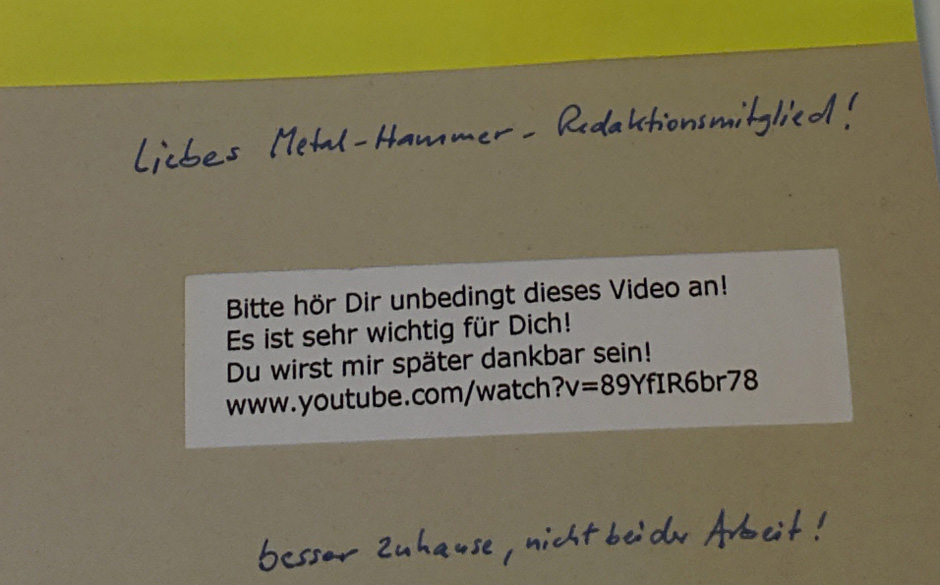 Liebes Metal-Hammer-Redaktionsmitglied!
Bitte hör Dir unbedingt dieses Video an!
Es ist sehr wichtig für Dich!
Du wirst mir später dankbar sein!
www.youtube.com/watch?v=89YfIR6br78
besser zuhause, nicht bei der Arbeit!